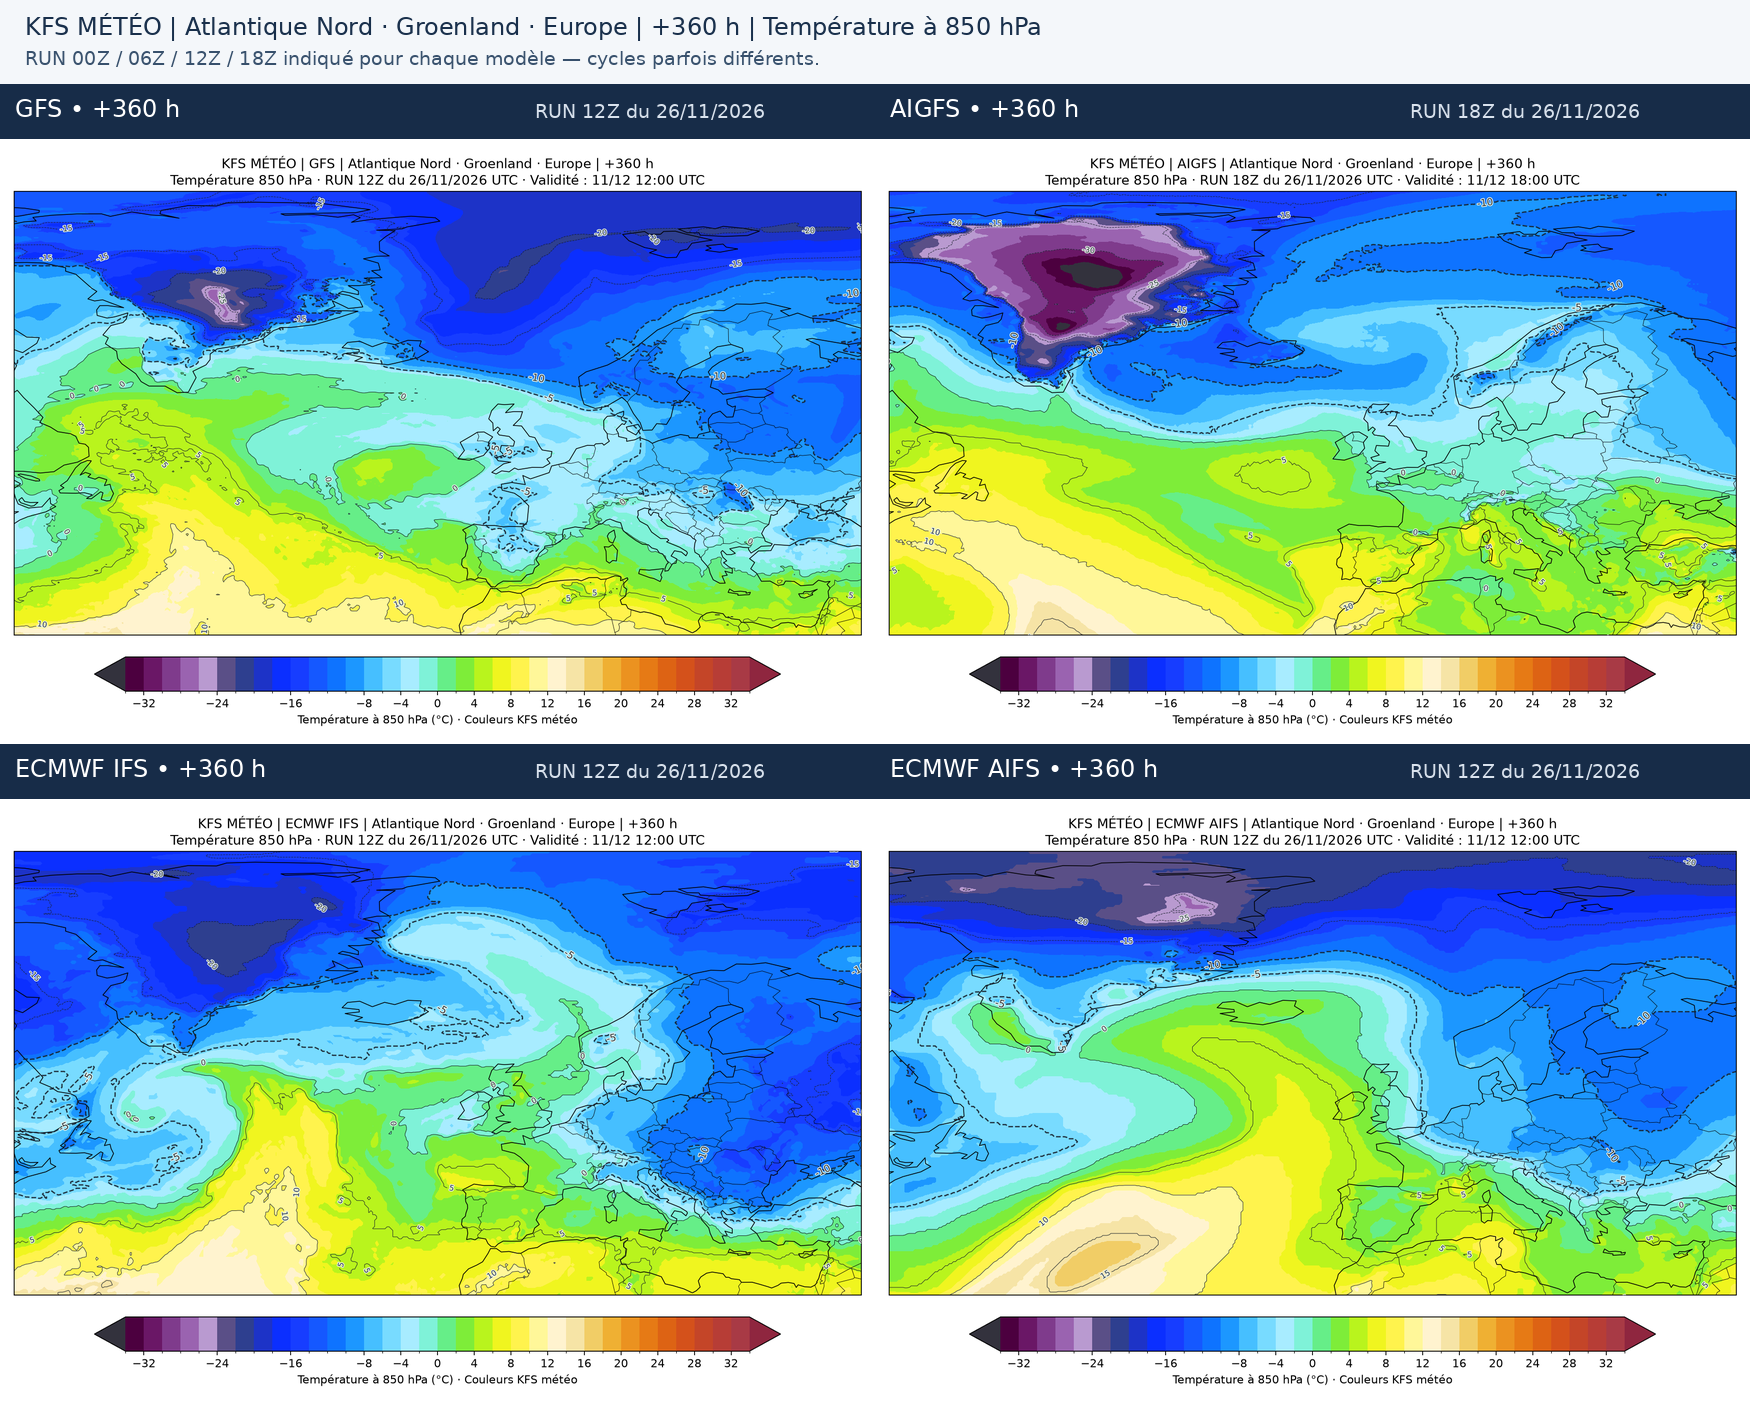 KFS MÉTÉO | Atlantique Nord · Groenland · Europe | +360 h | Température à 850 hPa
RUN 00Z / 06Z / 12Z / 18Z indiqué pour chaque modèle — cycles parfois différents.
GFS • +360 h
RUN 12Z du 26/11/2026
AIGFS • +360 h
RUN 18Z du 26/11/2026
KFS MÉTÉO | GFS | Atlantique Nord · Groenland · Europe | +360 h
Température 850 hPa · RUN 12Z du 26/11/2026 UTC · Validité : 11/12 12:00 UTC
KFS MÉTÉO | AIGFS | Atlantique Nord · Groenland · Europe | +360 h
Température 850 hPa · RUN 18Z du 26/11/2026 UTC · Validité : 11/12 18:00 UTC
−32 −24 −16 −8 −4 0 4 8 12 16 20 24 28 32
Température à 850 hPa (°C) · Couleurs KFS météo
−32 −24 −16 −8 −4 0 4 8 12 16 20 24 28 32
Température à 850 hPa (°C) · Couleurs KFS météo
ECMWF IFS • +360 h
RUN 12Z du 26/11/2026
ECMWF AIFS • +360 h
RUN 12Z du 26/11/2026
KFS MÉTÉO | ECMWF IFS | Atlantique Nord · Groenland · Europe | +360 h
Température 850 hPa · RUN 12Z du 26/11/2026 UTC · Validité : 11/12 12:00 UTC
KFS MÉTÉO | ECMWF AIFS | Atlantique Nord · Groenland · Europe | +360 h
Température 850 hPa · RUN 12Z du 26/11/2026 UTC · Validité : 11/12 12:00 UTC
−32 −24 −16 −8 −4 0 4 8 12 16 20 24 28 32
Température à 850 hPa (°C) · Couleurs KFS météo
−32 −24 −16 −8 −4 0 4 8 12 16 20 24 28 32
Température à 850 hPa (°C) · Couleurs KFS météo